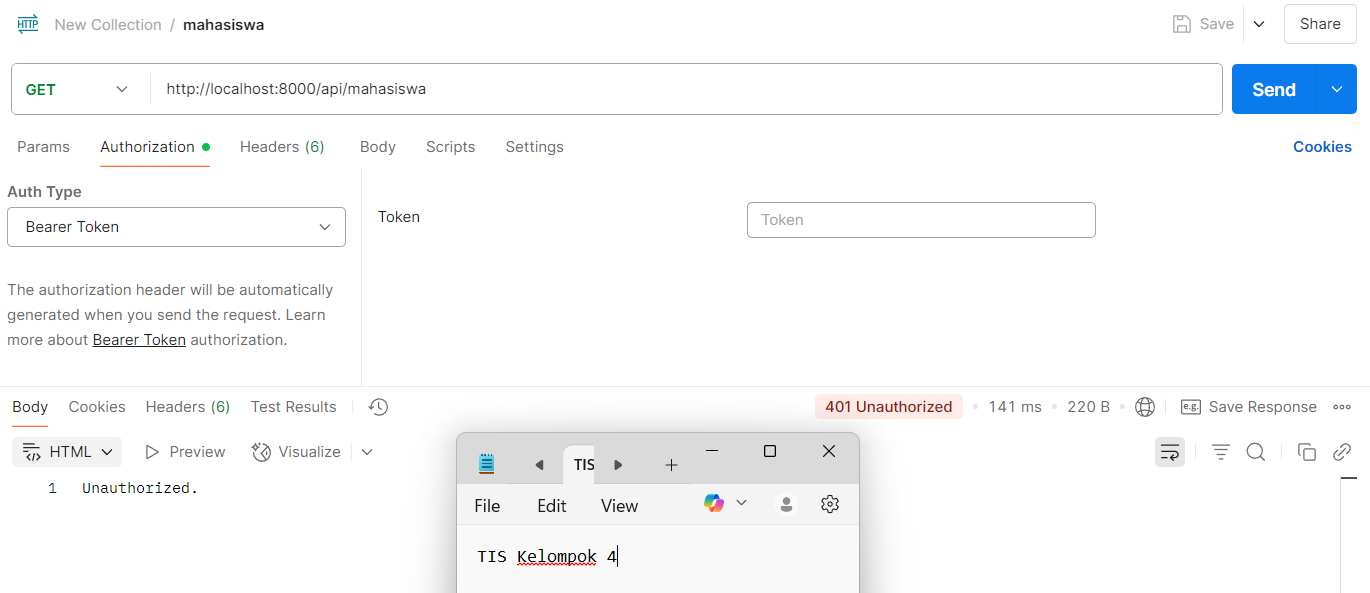 HTTP New Collection / mahasiswa Save Share
GET http://localhost:8000/api/mahasiswa Send
Params Authorization Headers (6) Body Scripts Settings Cookies
Auth Type
Bearer Token
Token Token
The authorization header will be automatically
generated when you send the request. Learn
more about Bearer Token authorization.
Body Cookies Headers (6) Test Results 401 Unauthorized • 141 ms • 220 B • e.g. Save Response
HTML Preview Visualize
1 Unauthorized.
TIS
File Edit View
TIS Kelompok 4